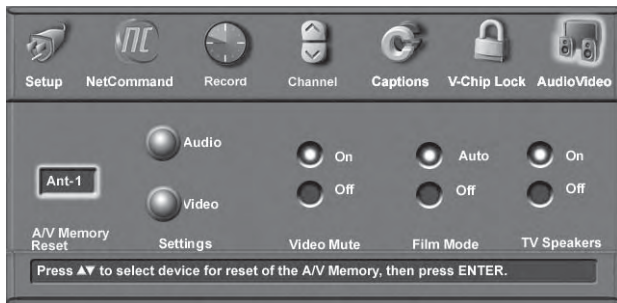 Setup NetCommand Record Channel Captions V-Chip Lock AudioVideo
Audio
On Auto On
Ant-1
Off Off Off
Video
A/V Memory
Reset Settings Video Mute Film Mode TV Speakers
Press ▲▼ to select device for reset of the A/V Memory, then press ENTER.